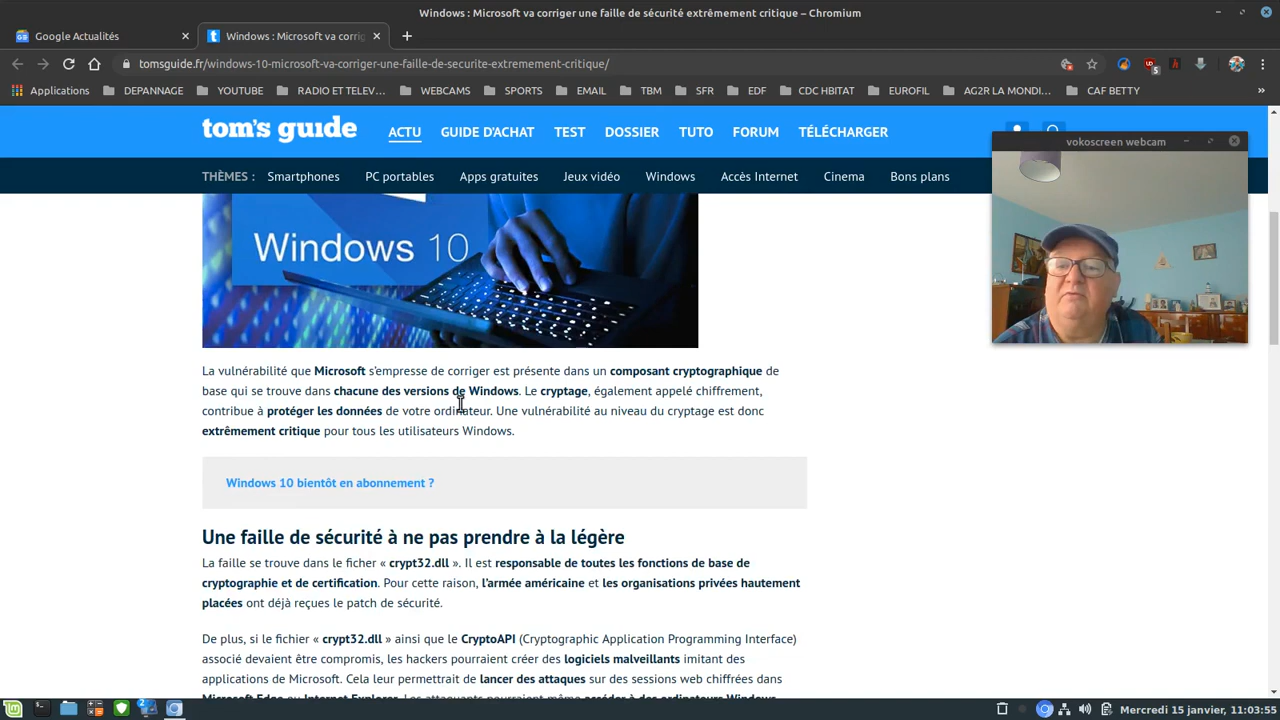 Windows : Microsoft va corriger une faille de sécurité extrêmement critique – Chromium
Google Actualités
Windows : Microsoft va corrig
tomsguide.fr/windows-10-microsoft-va-corriger-une-faille-de-securite-extremement-critique/
5
Applications
DEPANNAGE
YOUTUBE
RADIO ET TELEV…
WEBCAMS
SPORTS
EMAIL
TBM
SFR
EDF
CDC HBITAT
EUROFIL
AG2R LA MONDI…
CAF BETTY
»
tom's guide
ACTU
GUIDE D'ACHAT
TEST
DOSSIER
TUTO
FORUM
TÉLÉCHARGER
vokoscreen webcam
THÈMES :
Smartphones
PC portables
Apps gratuites
Jeux vidéo
Windows
Accès Internet
Cinema
Bons plans
Windows 10
La vulnérabilité que Microsoft s'empresse de corriger est présente dans un composant cryptographique de
base qui se trouve dans chacune des versions de Windows. Le cryptage, également appelé chiffrement,
contribue à protéger les données de votre ordinateur. Une vulnérabilité au niveau du cryptage est donc
extrêmement critique pour tous les utilisateurs Windows.
Windows 10 bientôt en abonnement ?
Une faille de sécurité à ne pas prendre à la légère
La faille se trouve dans le ficher « crypt32.dll ». Il est responsable de toutes les fonctions de base de
cryptographie et de certification. Pour cette raison, l'armée américaine et les organisations privées hautement
placées ont déjà reçues le patch de sécurité.
De plus, si le fichier « crypt32.dll » ainsi que le CryptoAPI (Cryptographic Application Programming Interface)
associé devaient être compromis, les hackers pourraient créer des logiciels malveillants imitant des
applications de Microsoft. Cela leur permetrait de lancer des attaques sur des sessions web chiffrées dans
Microsoft Edge ou Internet Explorer. Les attaquants pourraient même accéder à des ordinateurs Windows
Mercredi 15 janvier, 11:03:55